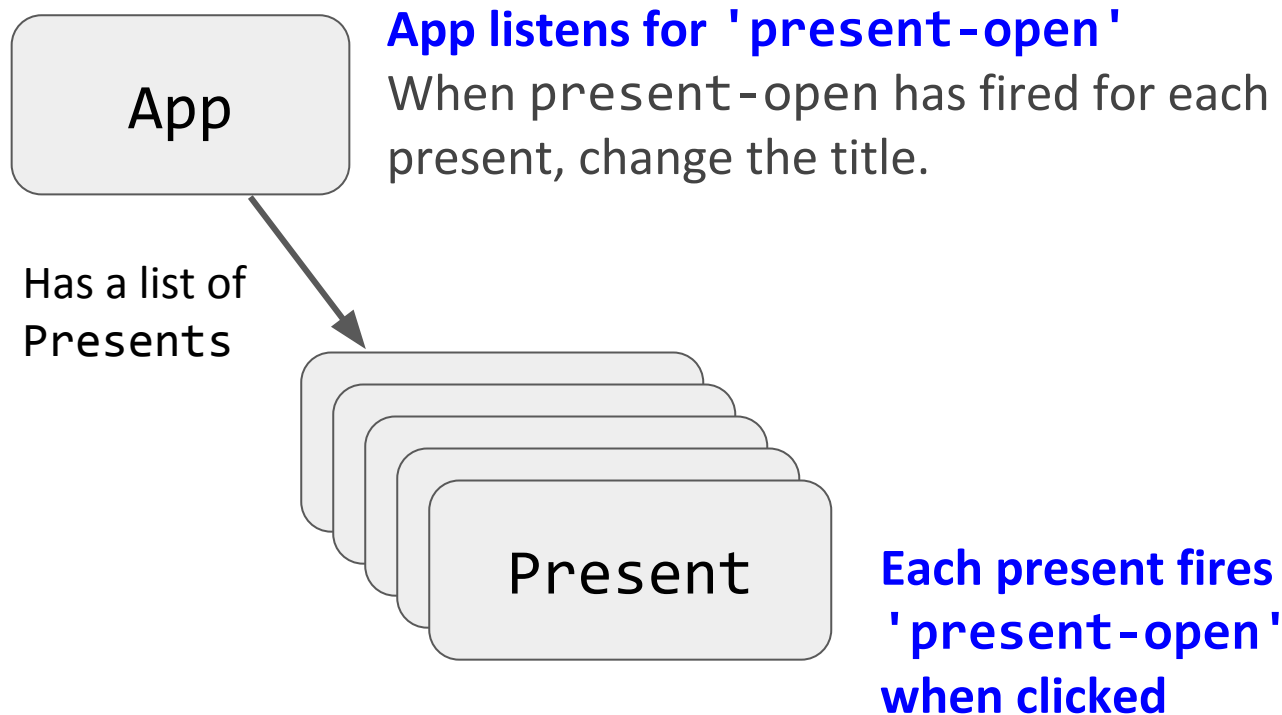 App
App listens for 'present-open'
When present-open has fired for each
present, change the title.
Has a list of
Presents
Present
Each present fires
'present-open'
when clicked